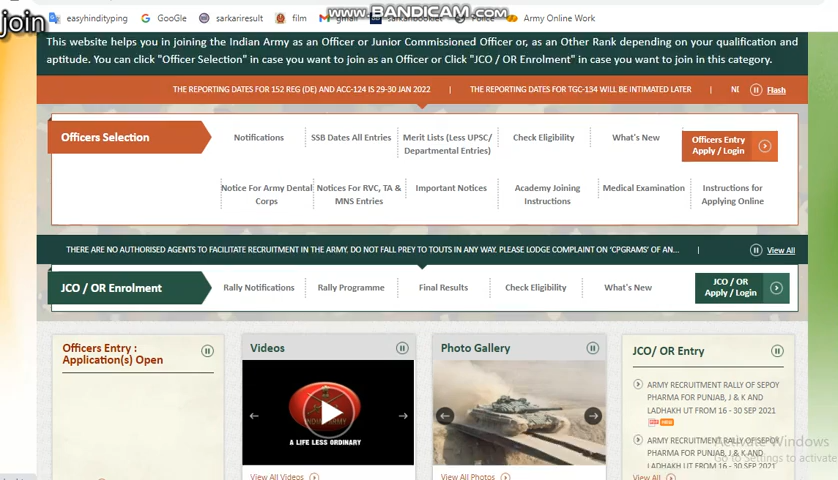 WWW.BANDICAM.COM
join
easyhindityping
GooGle
sarkariresult
film
gmail
sarkaribooklet
Police
Army Online Work
This website helps you in joining the Indian Army as an Officer or Junior Commissioned Officer or, as an Other Rank depending on your qualification and
aptitude. You can click "Officer Selection" in case you want to join as an Officer or Click "JCO / OR Enrolment" in case you want to join in this category.
THE REPORTING DATES FOR 152 REG (DE) AND ACC-124 IS 29-30 JAN 2022 | THE REPORTING DATES FOR TGC-134 WILL BE INTIMATED LATER |
Flash
Officers Selection
Notifications
SSB Dates All Entries
Merit Lists (Less UPSC/
Departmental Entries)
Check Eligibility
What's New
Officers Entry
Apply / Login
Notice For Army Dental
Corps
Notices For RVC, TA &
MNS Entries
Important Notices
Academy Joining
Instructions
Medical Examination
Instructions for
Applying Online
THERE ARE NO AUTHORISED AGENTS TO FACILITATE RECRUITMENT IN THE ARMY. DO NOT FALL PREY TO TOUTS IN ANY WAY. PLEASE LODGE COMPLAINT ON 'CPGRAMS' OF AN... |
View All
JCO / OR Enrolment
Rally Notifications
Rally Programme
Final Results
Check Eligibility
What's New
JCO / OR
Apply / Login
Officers Entry :
Application(s) Open
Videos
A LIFE LESS ORDINARY
View All Videos
Photo Gallery
View All Photos
JCO/ OR Entry
ARMY RECRUITMENT RALLY OF SEPOY
PHARMA FOR PUNJAB, J & K AND
LADHAKH UT FROM 16 - 30 SEP 2021
NEW
ARMY RECRUITMENT RALLY OF SEPOY
PHARMA FOR PUNJAB, J & K AND
LADHAKH UT FROM 16 - 30 SEP 2021
View All
Activate Windows
Go to Settings to activate